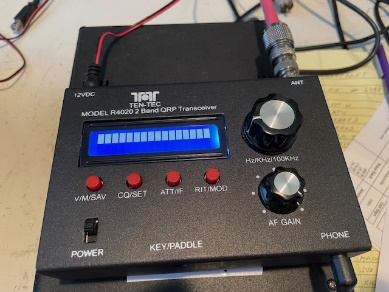 12VDC
ANT
TEN-TEC
MODEL R4020 2 Band QRP Transceiver
Hz/KHz/100KHz
V/M/SAV
CQ/SET
ATT/IF
RIT/MOD
AF GAIN
POWER
KEY/PADDLE
PHONE